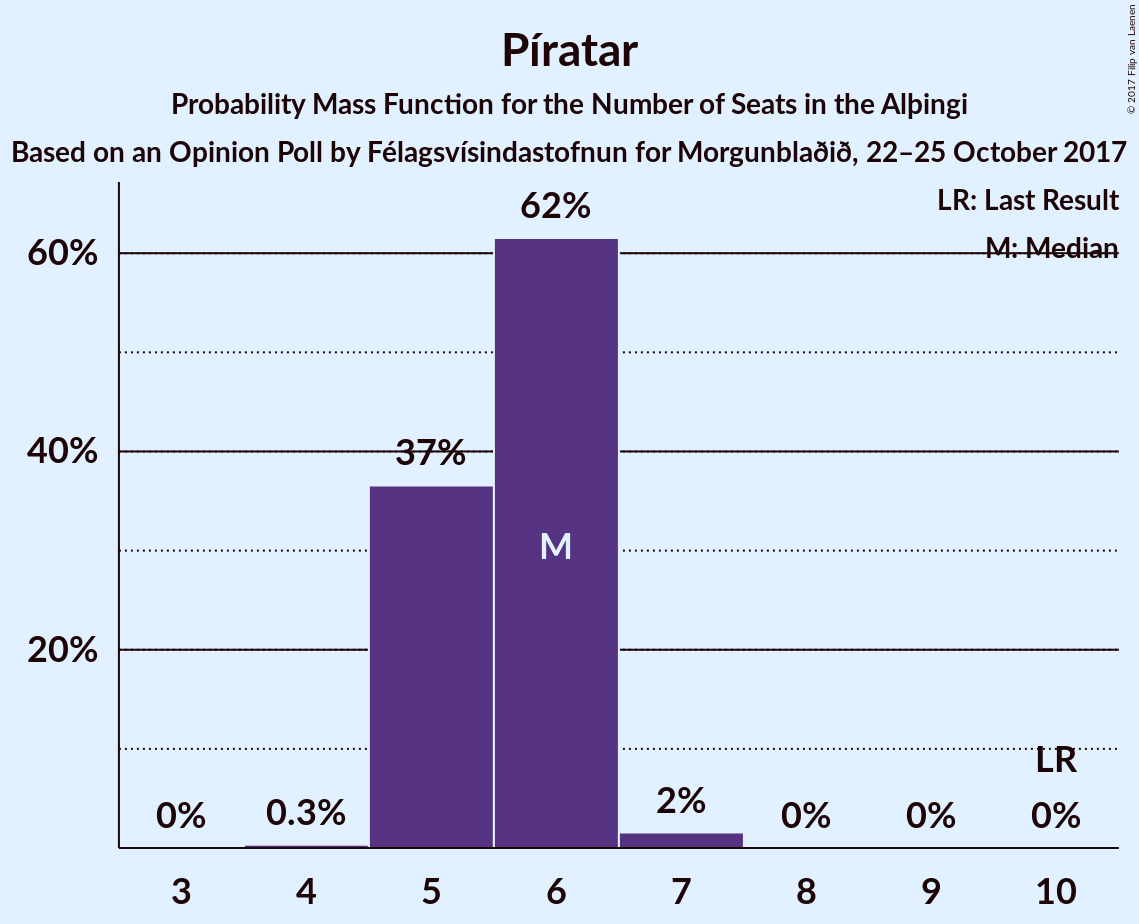 Píratar
Probability Mass Function for the Number of Seats in the Alþingi
Based on an Opinion Poll by Félagsvísindastofnun for Morgunblaðið, 22–25 October 2017
© 2017 Filip van Laenen
LR: Last Result
M: Median
60%
40%
20%
0%
0.3%
37%
62%
M
2%
0%
0%
LR
0%
3 4 5 6 7 8 9 10